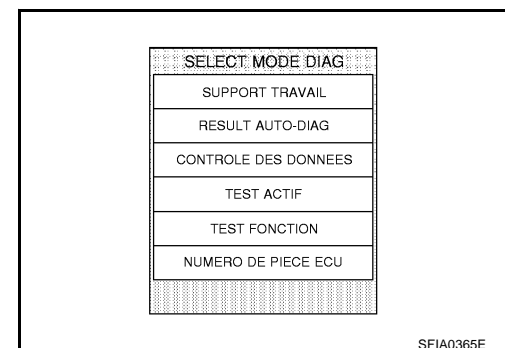 SELECT MODE DIAG
SUPPORT TRAVAIL
RESULT AUTO-DIAG
CONTROLE DES DONNEES
TEST ACTIF
TEST FONCTION
NUMERO DE PIECE ECU
SFIA0365E